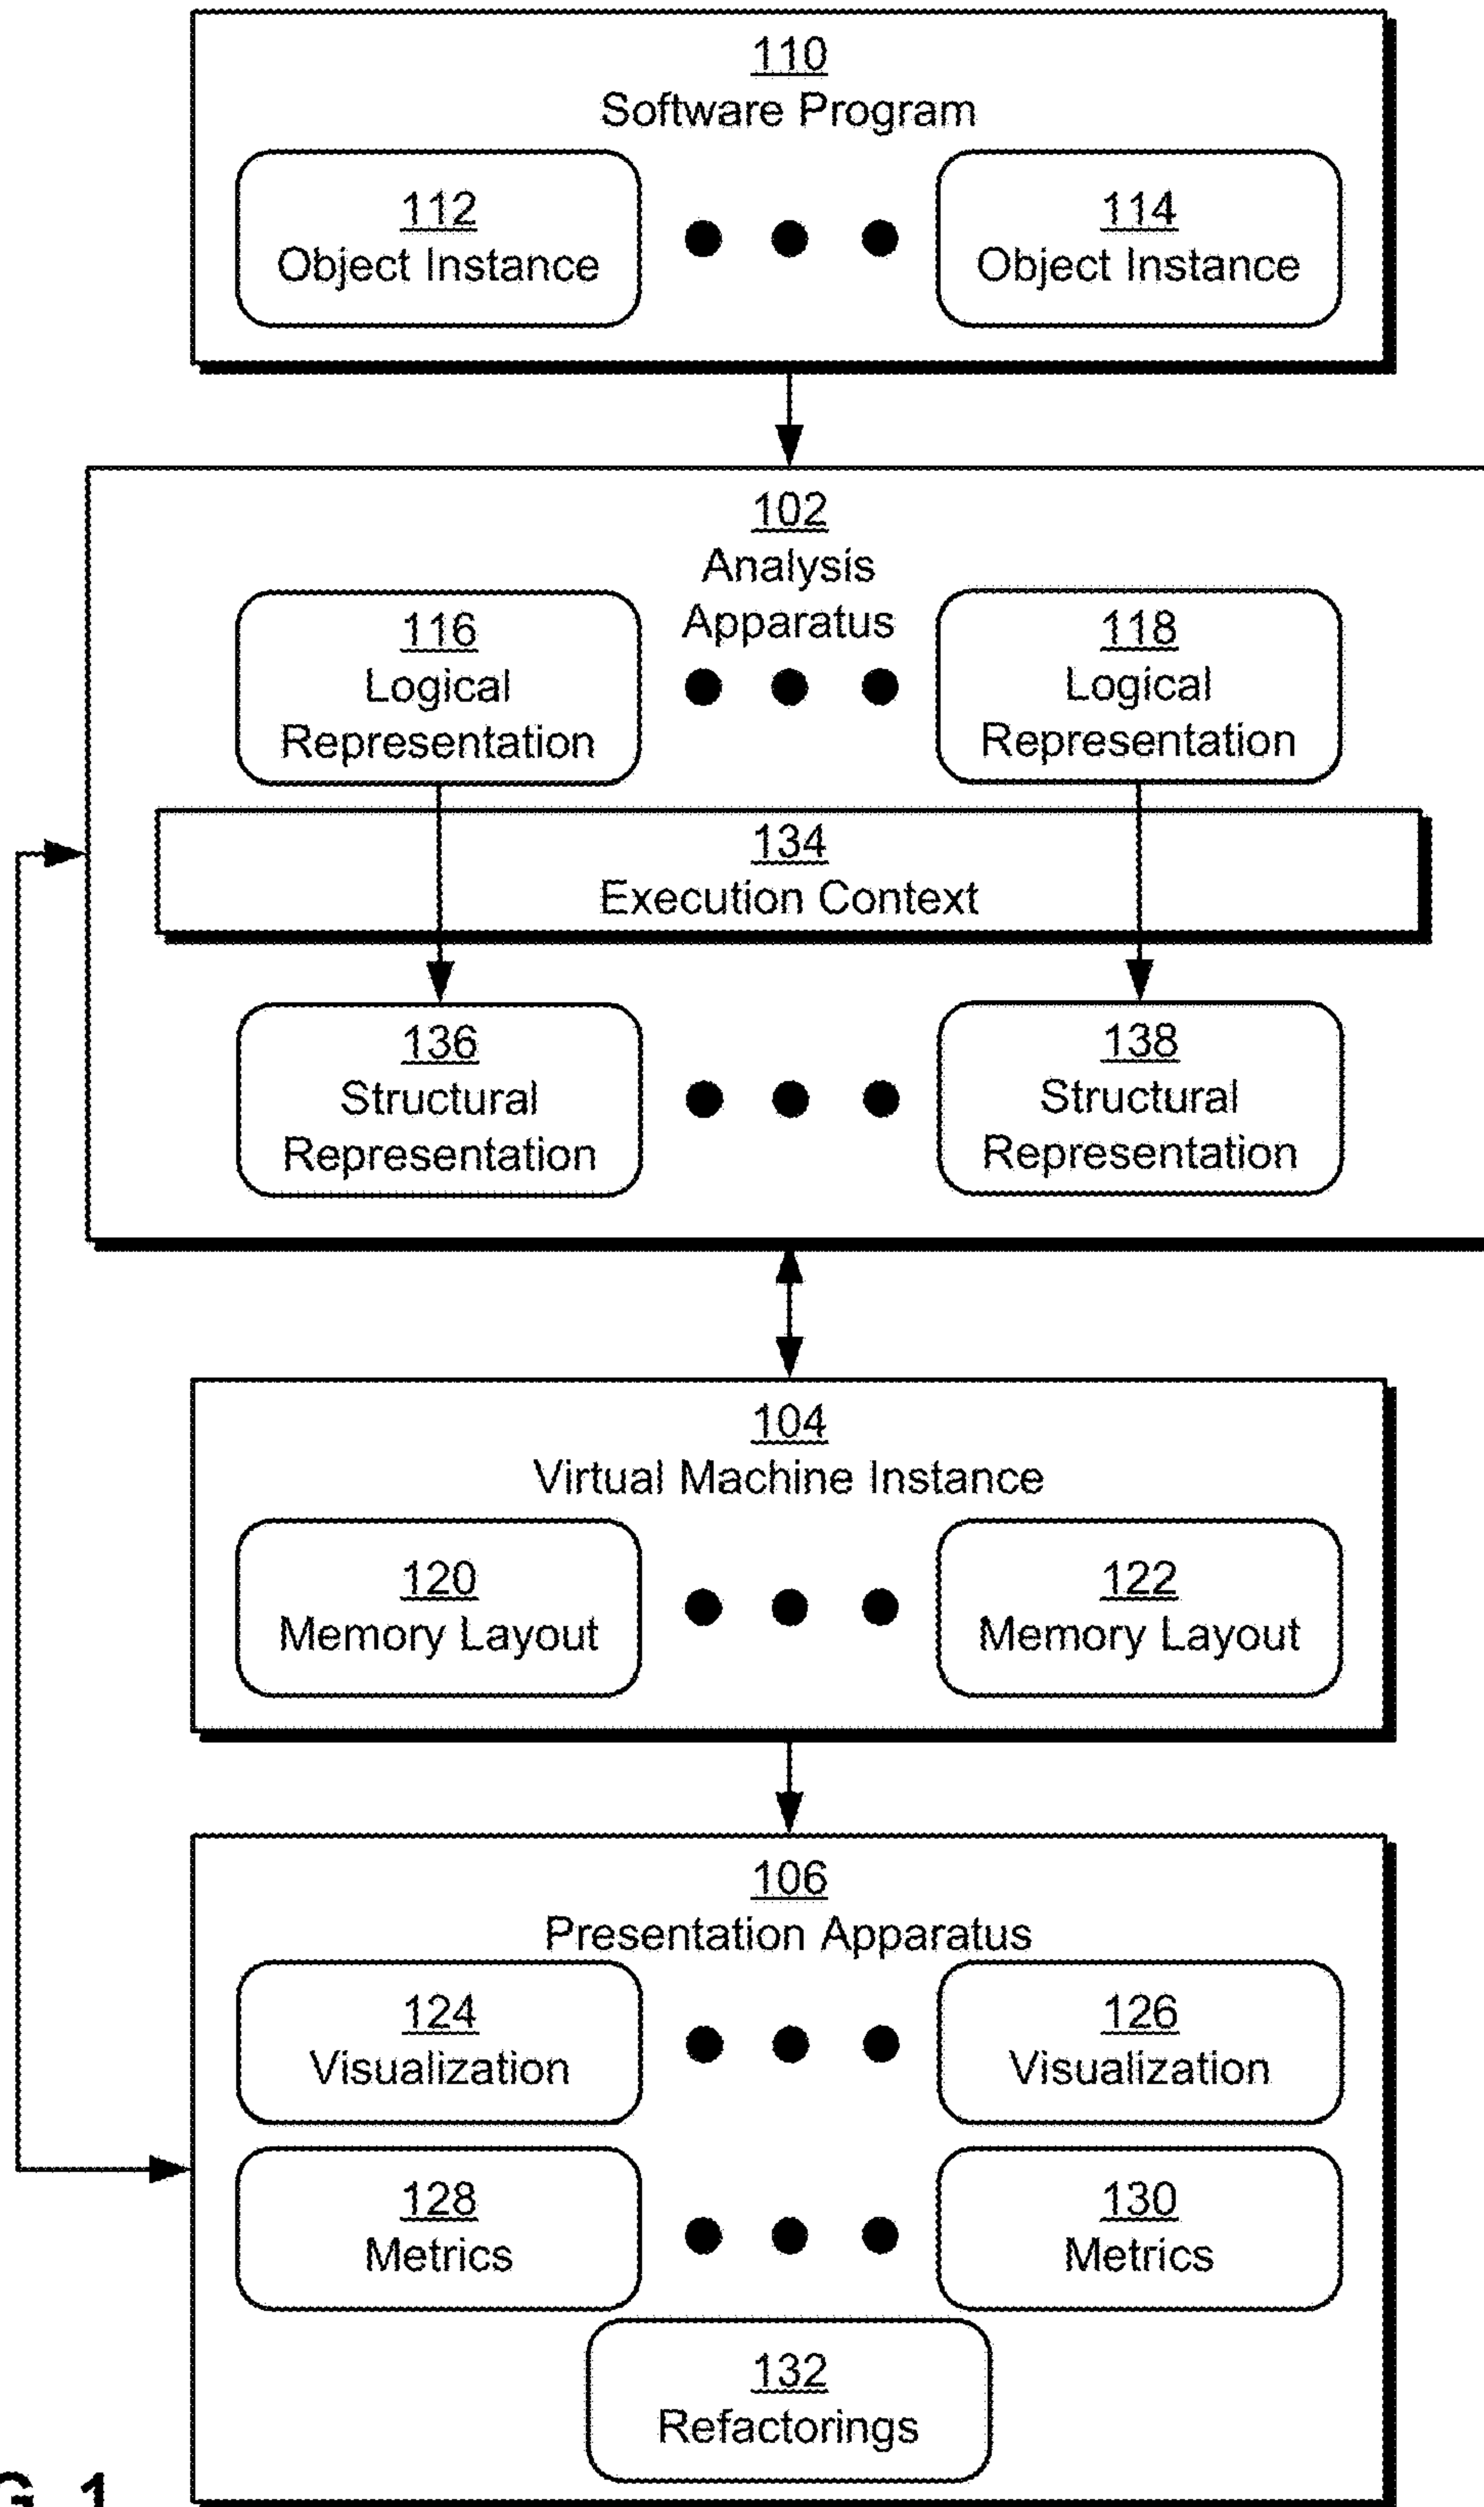 110
Software Program
112
Object Instance
114
Object Instance
102
Analysis
Apparatus
116
Logical
Representation
118
Logical
Representation
134
Execution Context
136
Structural
Representation
138
Structural
Representation
104
Virtual Machine Instance
120
Memory Layout
122
Memory Layout
106
Presentation Apparatus
124
Visualization
126
Visualization
128
Metrics
130
Metrics
132
Refactorings